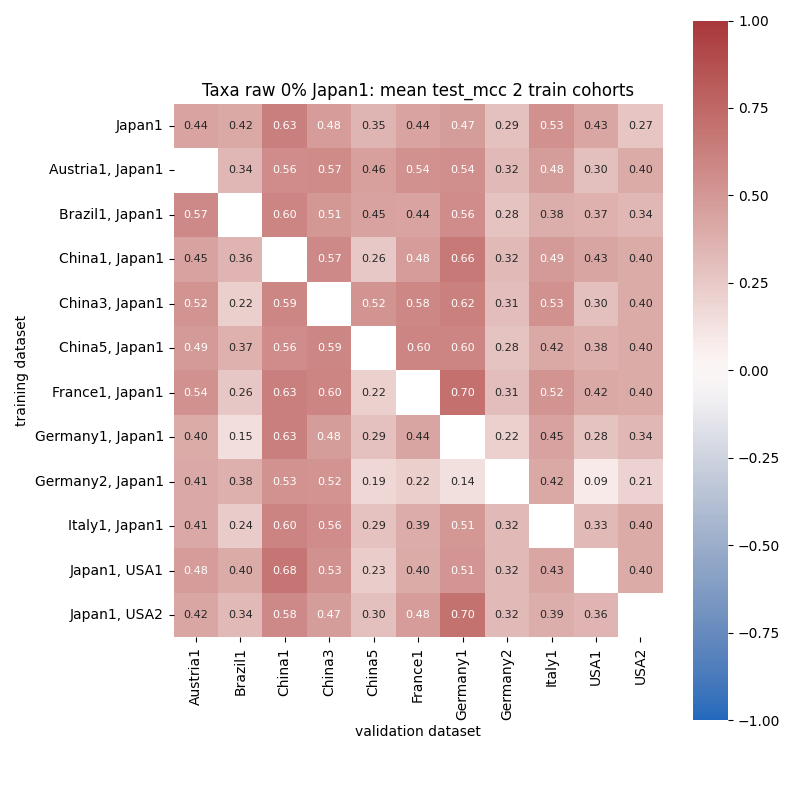 Taxa raw 0% Japan1: mean test_mcc 2 train cohorts
training dataset
Japan1 0.44 0.42 0.63 0.48 0.35 0.44 0.47 0.29 0.53 0.43 0.27
Austria1, Japan1 0.34 0.56 0.57 0.46 0.54 0.54 0.32 0.48 0.30 0.40
Brazil1, Japan1 0.57 0.60 0.51 0.45 0.44 0.56 0.28 0.38 0.37 0.34
China1, Japan1 0.45 0.36 0.57 0.26 0.48 0.66 0.32 0.49 0.43 0.40
China3, Japan1 0.52 0.22 0.59 0.52 0.58 0.62 0.31 0.53 0.30 0.40
China5, Japan1 0.49 0.37 0.56 0.59 0.60 0.60 0.28 0.42 0.38 0.40
France1, Japan1 0.54 0.26 0.63 0.60 0.22 0.70 0.31 0.52 0.42 0.40
Germany1, Japan1 0.40 0.15 0.63 0.48 0.29 0.44 0.22 0.45 0.28 0.34
Germany2, Japan1 0.41 0.38 0.53 0.52 0.19 0.22 0.14 0.42 0.09 0.21
Italy1, Japan1 0.41 0.24 0.60 0.56 0.29 0.39 0.51 0.32 0.33 0.40
Japan1, USA1 0.48 0.40 0.68 0.53 0.23 0.40 0.51 0.32 0.43 0.40
Japan1, USA2 0.42 0.34 0.58 0.47 0.30 0.48 0.70 0.32 0.39 0.36
Austria1 Brazil1 China1 China3 China5 France1 Germany1 Germany2 Italy1 USA1 USA2
validation dataset
1.00
0.75
0.50
0.25
0.00
−0.25
−0.50
−0.75
−1.00